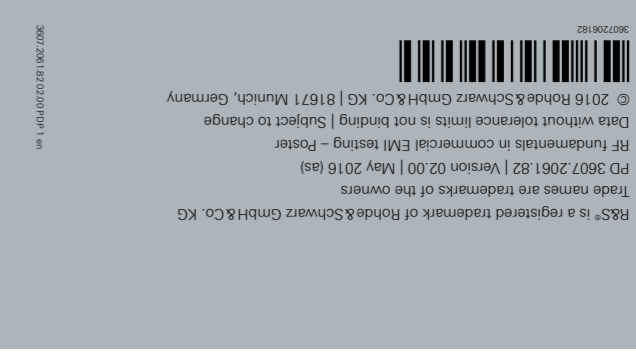 R&S® is a registered trademark of Rohde&Schwarz GmbH&Co. KG
Trade names are trademarks of the owners
PD 3607.2061.82 | Version 02.00 | May 2016 (as)
RF fundamentals in commercial EMI testing – Poster
Data without tolerance limits is not binding | Subject to change
© 2016 Rohde&Schwarz GmbH&Co. KG | 81671 Munich, Germany
3607206182
3607.2061.82 02.00 PDP 1 en